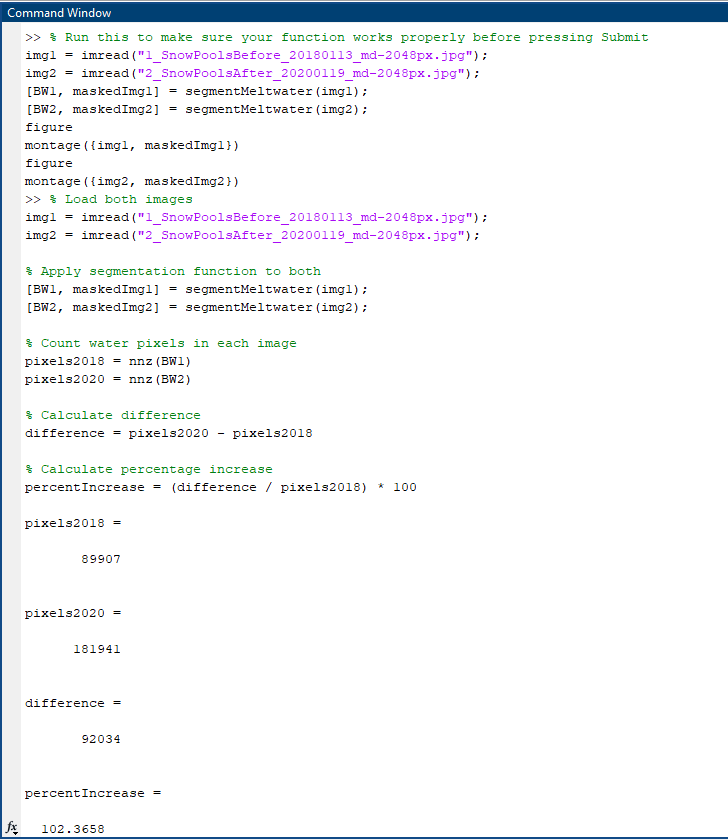 Command Window
>> % Run this to make sure your function works properly before pressing Submit
img1 = imread("1_SnowPoolsBefore_20180113_md-2048px.jpg");
img2 = imread("2_SnowPoolsAfter_20200119_md-2048px.jpg");
[BW1, maskedImg1] = segmentMeltwater(img1);
[BW2, maskedImg2] = segmentMeltwater(img2);
figure
montage({img1, maskedImg1})
figure
montage({img2, maskedImg2})
>> % Load both images
img1 = imread("1_SnowPoolsBefore_20180113_md-2048px.jpg");
img2 = imread("2_SnowPoolsAfter_20200119_md-2048px.jpg");
% Apply segmentation function to both
[BW1, maskedImg1] = segmentMeltwater(img1);
[BW2, maskedImg2] = segmentMeltwater(img2);
% Count water pixels in each image
pixels2018 = nnz(BW1)
pixels2020 = nnz(BW2)
% Calculate difference
difference = pixels2020 - pixels2018
% Calculate percentage increase
percentIncrease = (difference / pixels2018) * 100
pixels2018 =
89907
pixels2020 =
181941
difference =
92034
percentIncrease =
fx 102.3658